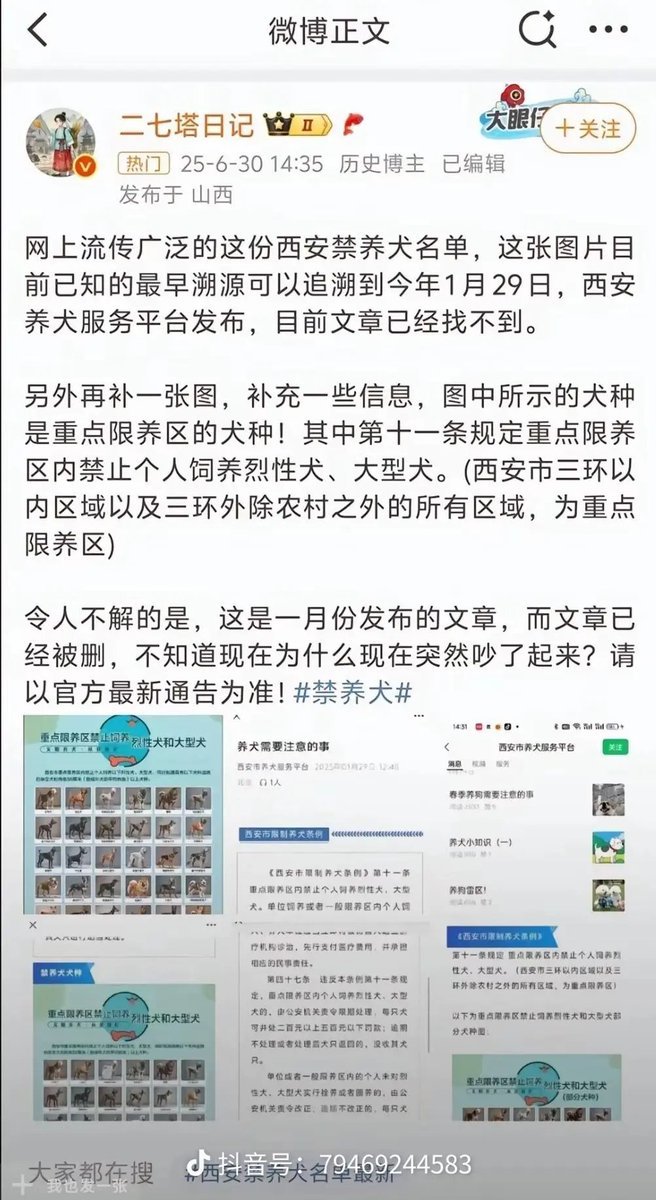 微博正文
二七塔日记
II
大眼仔
+关注
热门 25-6-30 14:35 历史博主 已编辑
发布于 山西
网上流传广泛的这份西安禁养犬名单，这张图片目
前已知的最早溯源可以追溯到今年1月29日，西安
养犬服务平台发布，目前文章已经找不到。
另外再补一张图，补充一些信息，图中所示的犬种
是重点限养区的犬种！其中第十一条规定重点限养
区内禁止个人饲养烈性犬、大型犬。(西安市三环以
内区域以及三环外除农村之外的所有区域，为重点
限养区)
令人不解的是，这是一月份发布的文章，而文章已
经被删，不知道现在为什么现在突然吵了起来？请
以官方最新通告为准！#禁养犬#
重点限养区禁止饲养
烈性犬和大型犬
养犬需要注意的事
西安市养犬服务平台 2025年01月29日 12:48
1人
西安市限制养犬条例
《西安市限制养犬条例》第十一条
重点限养区内禁止个人饲养烈性犬、大型
犬。单位饲养或者一般限养区内个人饲
14:31
西安市养犬服务平台
关注
消息 视频 服务
春季养狗需要注意的事
养犬小知识（一）
养狗雷区！
禁养犬犬种
重点限养区禁止饲养
烈性犬和大型犬
疗机构诊治，先行支付医疗费用，并承担
相应的民事责任。
第四十七条 违反本条例第十一条规
定，重点限养区内个人饲养烈性犬、大型犬
的，由公安机关责令限期处理，每只犬
可并处二百元以上五百元以下罚款；逾期
不处理或者处理后犬只返回的，没收其犬
只。
单位或者一般限养区内的个人未对烈
性犬、大型犬实行拴养或者圈养的，由公
安机关责令改正，逾期不改正的，每只犬
《西安市限制养犬条例》
第十一条规定 重点限养区内禁止个人饲养烈
性犬、大型犬。（西安市三环以内区域以及三
环外除农村之外的所有区域，为重点限养区）
以下为重点限养区禁止饲养烈性犬和大型犬部
分犬种图：
重点限养区禁止饲养
烈性犬和大型犬
(部分犬种)
抖音号：79469244583
大家都在搜 #西安禁养犬名单最新
我也发一张